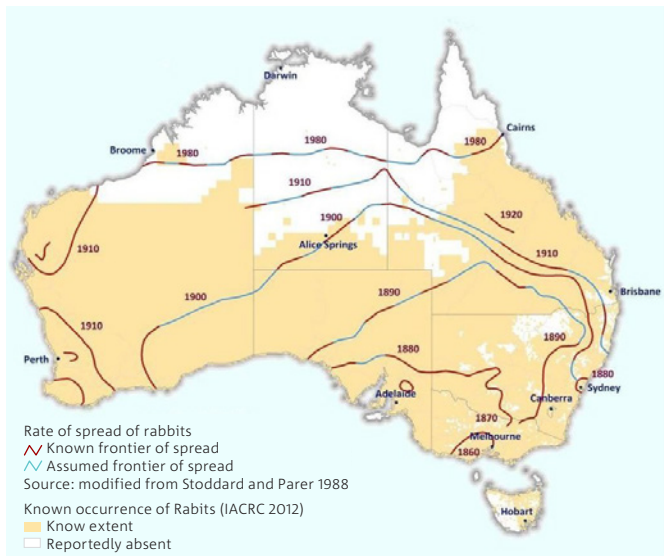 Darwin
Cairns
1980
1980
1980
Broome
1910
1920
1900
Alice Springs
1910
1910
1900
1890
Brisbane
1910
1890
1880
1880
Perth
Sydney
Adelaide
Canberra
1870
Melbourne
1860
Hobart
Rate of spread of rabbits
Known frontier of spread
Assumed frontier of spread
Source: modified from Stoddard and Parer 1988
Known occurrence of Rabits (IACRC 2012)
Know extent
Reportedly absent